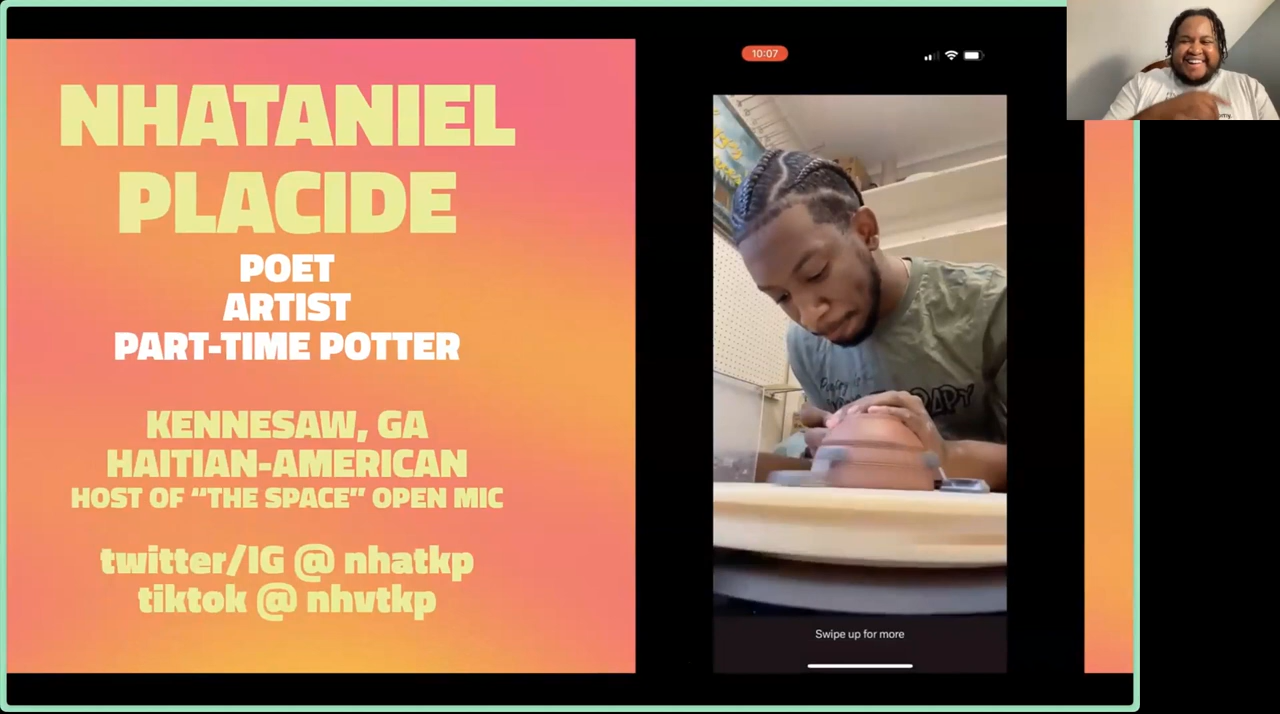 NHATANIEL
PLACIDE
POET
ARTIST
PART-TIME POTTER
KENNESAW, GA
HAITIAN-AMERICAN
HOST OF “THE SPACE” OPEN MIC
twitter/IG @ nhatkp
tiktok @ nhvtkp
10:07
Swipe up for more